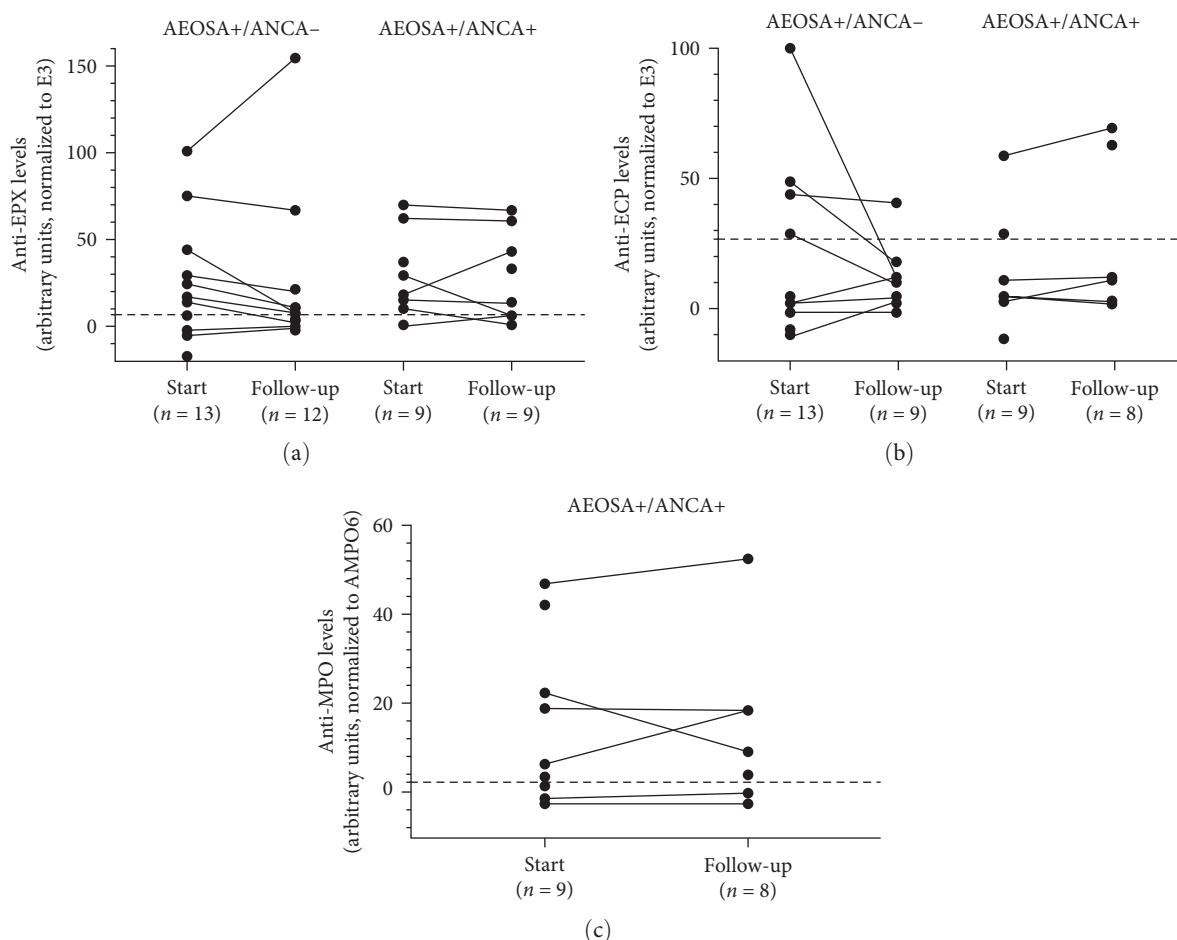 AEOSA+/ANCA− AEOSA+/ANCA+
Anti-EPX levels
(arbitrary units, normalized to E3)
150
100
50
0
Start Follow-up Start Follow-up
(n = 13) (n = 12) (n = 9) (n = 9)
(a)
AEOSA+/ANCA− AEOSA+/ANCA+
Anti-ECP levels
(arbitrary units, normalized to E3)
100
50
0
Start Follow-up Start Follow-up
(n = 13) (n = 9) (n = 9) (n = 8)
(b)
AEOSA+/ANCA+
Anti-MPO levels
(arbitrary units, normalized to AMPO6)
60
40
20
0
Start Follow-up
(n = 9) (n = 8)
(c)